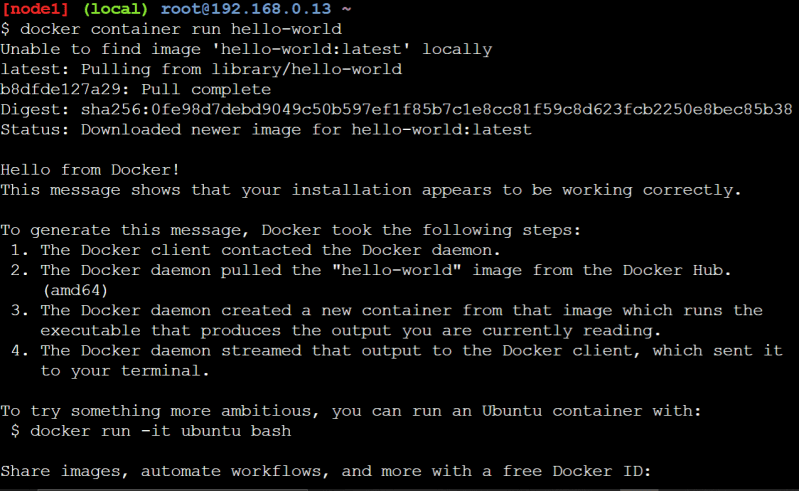 [node1] (local) root@192.168.0.13 ~
$ docker container run hello-world
Unable to find image 'hello-world:latest' locally
latest: Pulling from library/hello-world
b8dfde127a29: Pull complete
Digest: sha256:0fe98d7debd9049c50b597ef1f85b7c1e8cc81f59c8d623fcb2250e8bec85b38
Status: Downloaded newer image for hello-world:latest
Hello from Docker!
This message shows that your installation appears to be working correctly.
To generate this message, Docker took the following steps:
1. The Docker client contacted the Docker daemon.
2. The Docker daemon pulled the "hello-world" image from the Docker Hub.
(amd64)
3. The Docker daemon created a new container from that image which runs the
executable that produces the output you are currently reading.
4. The Docker daemon streamed that output to the Docker client, which sent it
to your terminal.
To try something more ambitious, you can run an Ubuntu container with:
$ docker run -it ubuntu bash
Share images, automate workflows, and more with a free Docker ID: